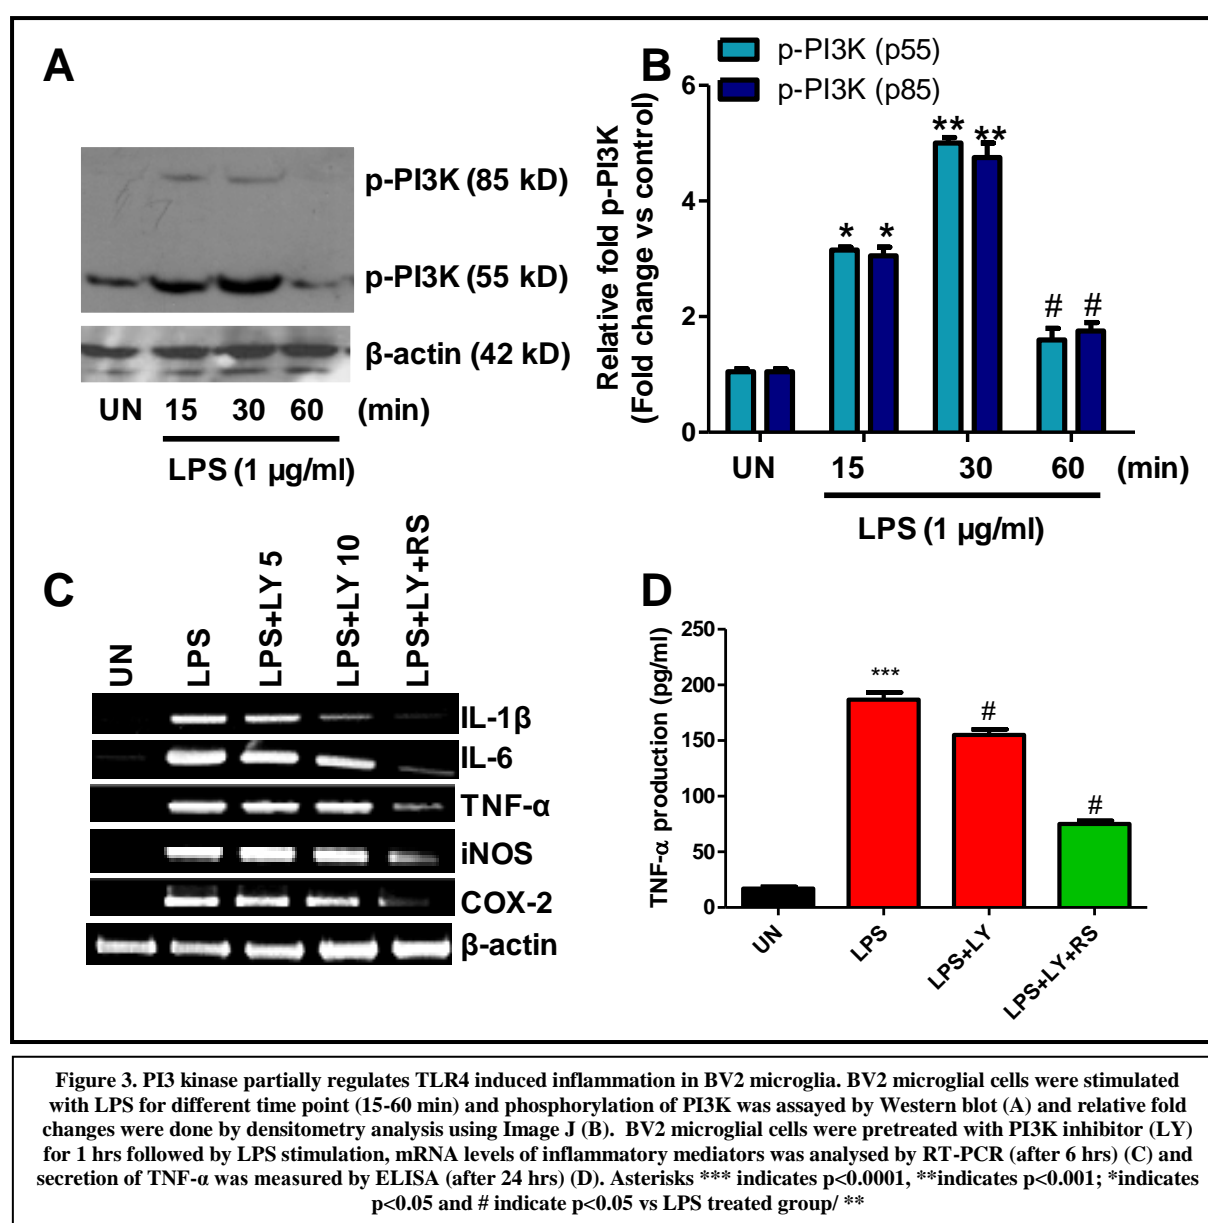 A
p-PI3K (85 kD)
p-PI3K (55 kD)
β-actin (42 kD)
UN 15 30 60 (min)
LPS (1 µg/ml)
B
p-PI3K (p55)
p-PI3K (p85)
Relative fold p-PI3K
(Fold change vs control)
6
4
2
0
* *
** **
# #
UN 15 30 60 (min)
LPS (1 µg/ml)
C
UN
LPS
LPS+LY 5
LPS+LY 10
LPS+LY+RS
IL-1β
IL-6
TNF-α
iNOS
COX-2
β-actin
D
TNF-α production (pg/ml)
250
200
150
100
50
0
***
#
#
UN
LPS
LPS+LY
LPS+LY+RS
Figure 3. PI3 kinase partially regulates TLR4 induced inflammation in BV2 microglia. BV2 microglial cells were stimulated
with LPS for different time point (15-60 min) and phosphorylation of PI3K was assayed by Western blot (A) and relative fold
changes were done by densitometry analysis using Image J (B). BV2 microglial cells were pretreated with PI3K inhibitor (LY)
for 1 hrs followed by LPS stimulation, mRNA levels of inflammatory mediators was analysed by RT-PCR (after 6 hrs) (C) and
secretion of TNF-α was measured by ELISA (after 24 hrs) (D). Asterisks *** indicates p<0.0001, **indicates p<0.001; *indicates
p<0.05 and # indicate p<0.05 vs LPS treated group/ **